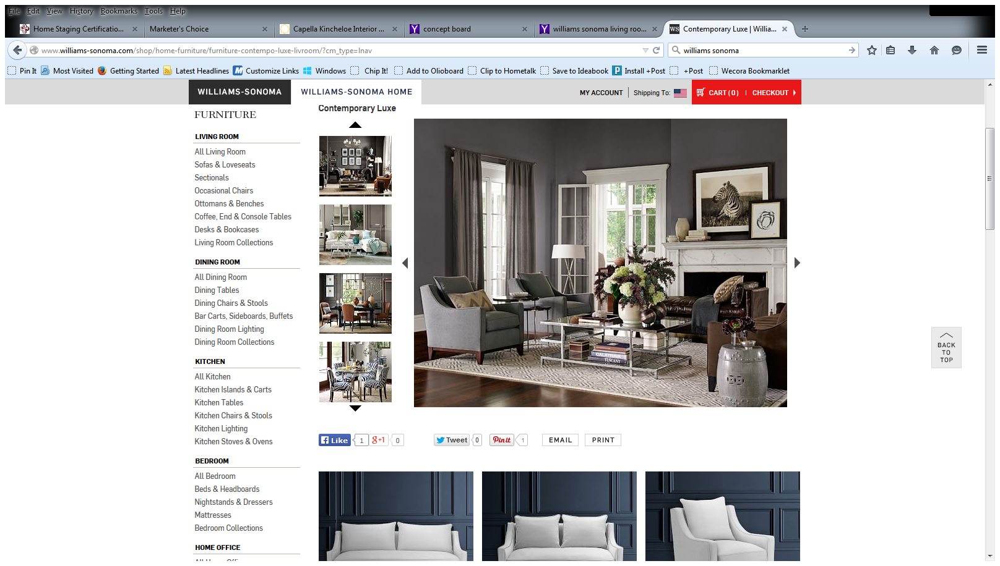 File Edit View History Bookmarks Tools Help
Home Staging Certificatio... × Marketer's Choice × Capella Kincheloe Interior ... × concept board × williams sonoma living roo... × Contemporary Luxe | Willia... ×
www.williams-sonoma.com/shop/home-furniture/furniture-contempo-luxe-livroom/?cm_type=lnav williams sonoma
Pin It Most Visited Getting Started Latest Headlines Customize Links Windows Chip It! Add to Olioboard Clip to Hometalk Save to Ideabook Install +Post +Post Wecora Bookmarklet
WILLIAMS-SONOMA WILLIAMS-SONOMA HOME MY ACCOUNT Shipping To: CART ( 0 ) CHECKOUT
FURNITURE
LIVING ROOM
All Living Room
Sofas & Loveseats
Sectionals
Occasional Chairs
Ottomans & Benches
Coffee, End & Console Tables
Desks & Bookcases
Living Room Collections
DINING ROOM
All Dining Room
Dining Tables
Dining Chairs & Stools
Bar Carts, Sideboards, Buffets
Dining Room Lighting
Dining Room Collections
KITCHEN
All Kitchen
Kitchen Islands & Carts
Kitchen Tables
Kitchen Chairs & Stools
Kitchen Lighting
Kitchen Stoves & Ovens
BEDROOM
All Bedroom
Beds & Headboards
Nightstands & Dressers
Mattresses
Bedroom Collections
HOME OFFICE
Contemporary Luxe
TUSCANY
Like 1 g+1 0 Tweet 0 Pin it 1 EMAIL PRINT
BACK
TO
TOP